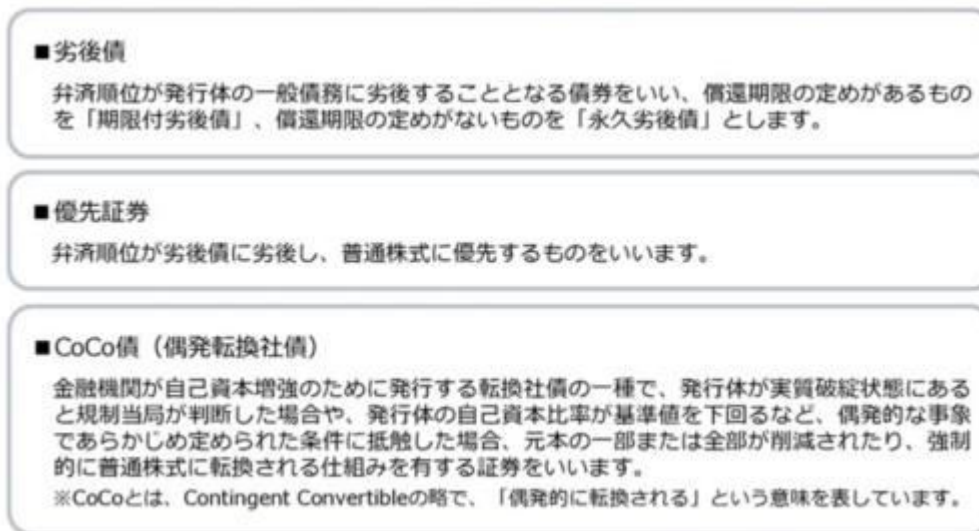 ■劣後債
弁済順位が発行体の一般債務に劣後することとなる債券をいい、償還期限の定めがあるもの
を「期限付劣後債」、償還期限の定めがないものを「永久劣後債」とします。
■優先証券
弁済順位が劣後債に劣後し、普通株式に優先するものをいいます。
■CoCo債（偶発転換社債）
金融機関が自己資本増強のために発行する転換社債の一種で、発行体が実質破綻状態にある
と規制当局が判断した場合や、発行体の自己資本比率が基準値を下回るなど、偶発的な事象
であらかじめ定められた条件に抵触した場合、元本の一部または全部が削減されたり、強制
的に普通株式に転換される仕組みを有する証券をいいます。
※CoCoとは、Contingent Convertibleの略で、「偶発的に転換される」という意味を表しています。